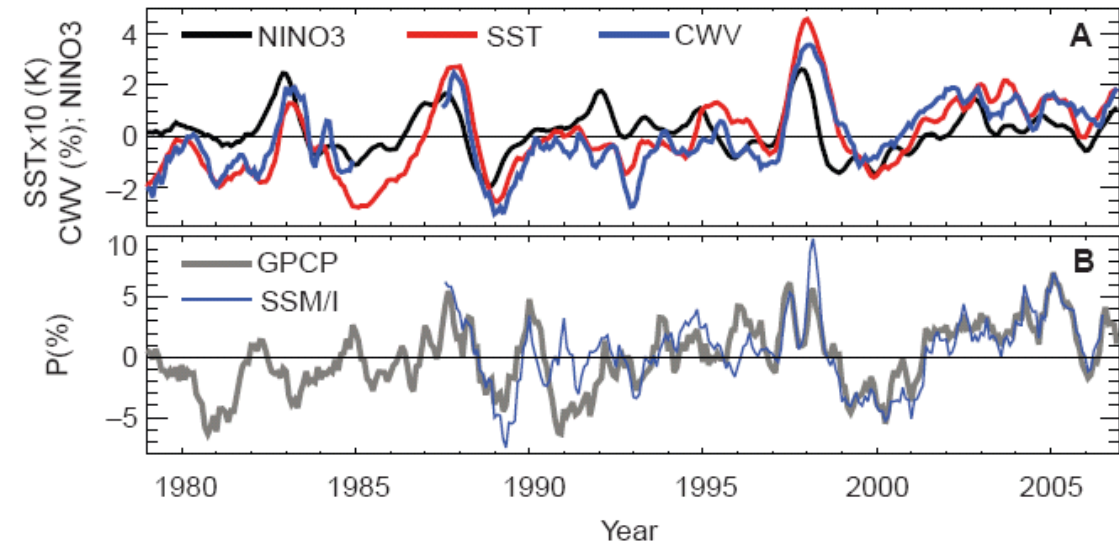 SSTx10 (K)
CWV (%); NINO3
4
2
0
−2
NINO3 SST CWV A
10
5
0
−5
P(%)
GPCP B
SSM/I
1980 1985 1990 1995 2000 2005
Year